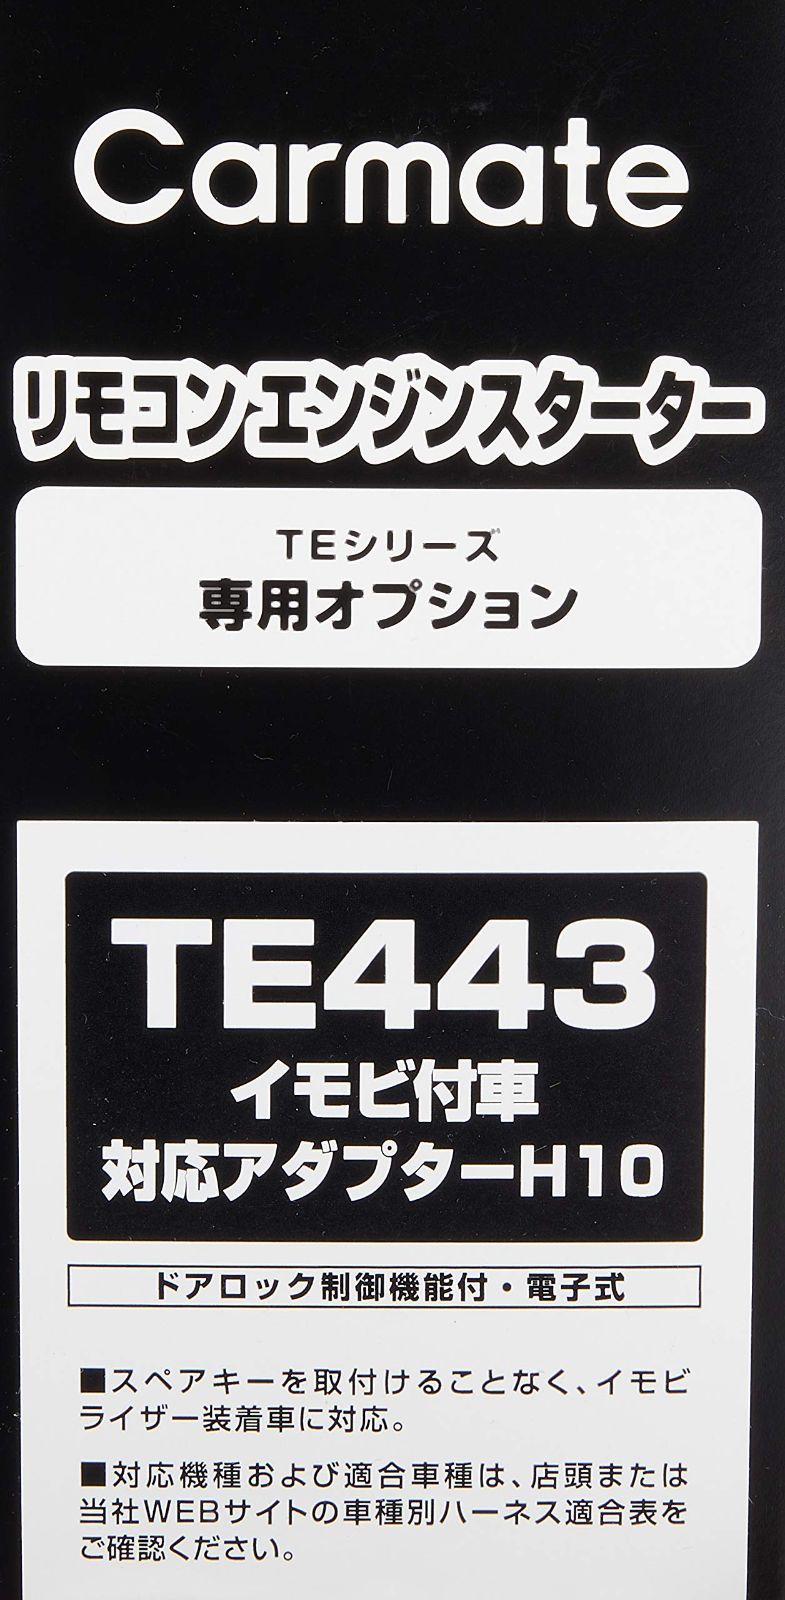 Carmate
リモコンエンジンスターター
TEシリーズ
専用オプション
TE443
イモビ付車
対応アダプターH10
ドアロック制御機能付・電子式
■スペアキーを取付けることなく、イモビ
ライザー装着車に対応。
■対応機種および適合車種は、店頭または
当社WEBサイトの車種別ハーネス適合表を
ご確認ください。